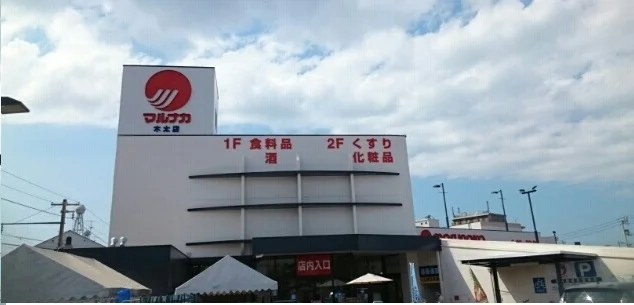 マルナカ
木太店
1F 食料品
酒
2F くすり
化粧品
店内入口
P